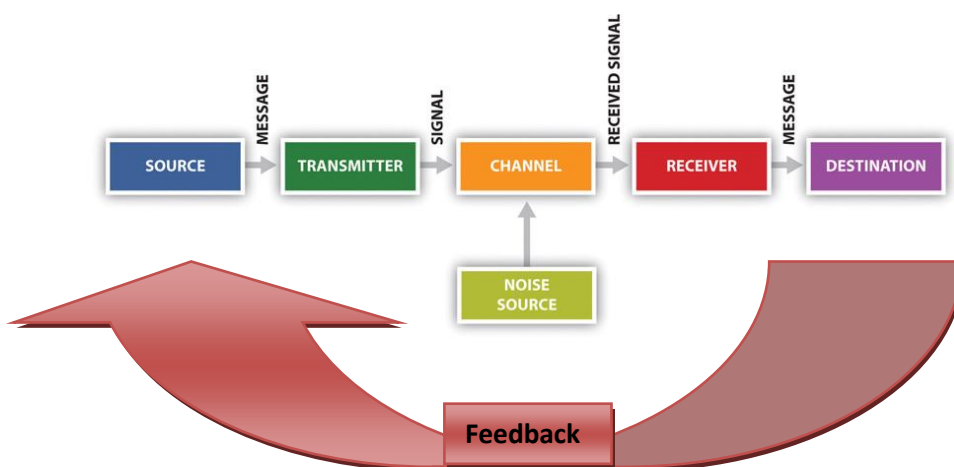 SOURCE
MESSAGE
TRANSMITTER
SIGNAL
CHANNEL
RECEIVED SIGNAL
RECEIVER
MESSAGE
DESTINATION
NOISE
SOURCE
Feedback